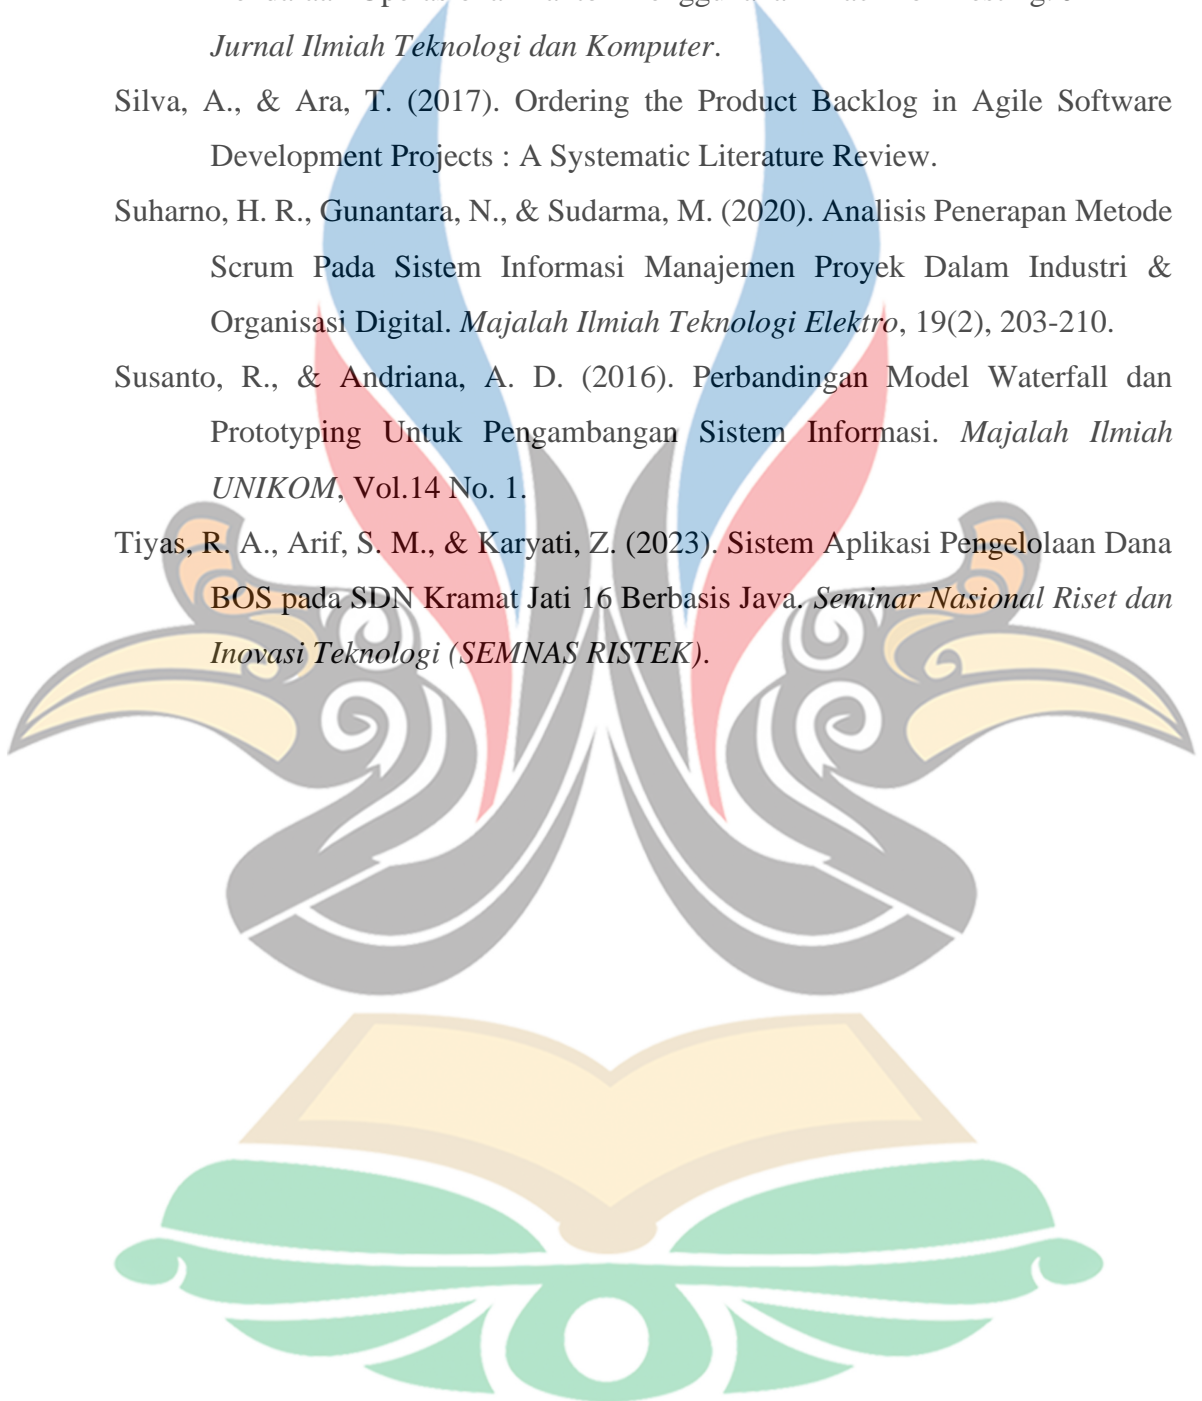 Jurnal Ilmiah Teknologi dan Komputer.
Silva, A., & Ara, T. (2017). Ordering the Product Backlog in Agile Software
Development Projects : A Systematic Literature Review.
Suharno, H. R., Gunantara, N., & Sudarma, M. (2020). Analisis Penerapan Metode
Scrum Pada Sistem Informasi Manajemen Proyek Dalam Industri &
Organisasi Digital. Majalah Ilmiah Teknologi Elektro, 19(2), 203-210.
Susanto, R., & Andriana, A. D. (2016). Perbandingan Model Waterfall dan
Prototyping Untuk Pengambangan Sistem Informasi. Majalah Ilmiah
UNIKOM, Vol.14 No. 1.
Tiyas, R. A., Arif, S. M., & Karyati, Z. (2023). Sistem Aplikasi Pengelolaan Dana
BOS pada SDN Kramat Jati 16 Berbasis Java. Seminar Nasional Riset dan
Inovasi Teknologi (SEMNAS RISTEK).